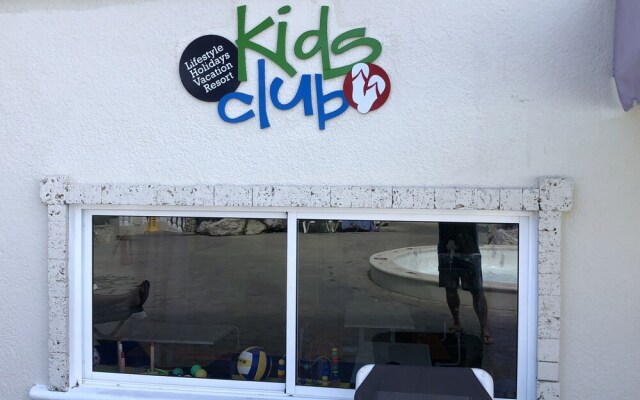 Lifestyle
Holidays
Vacation
Resort
Kids
club